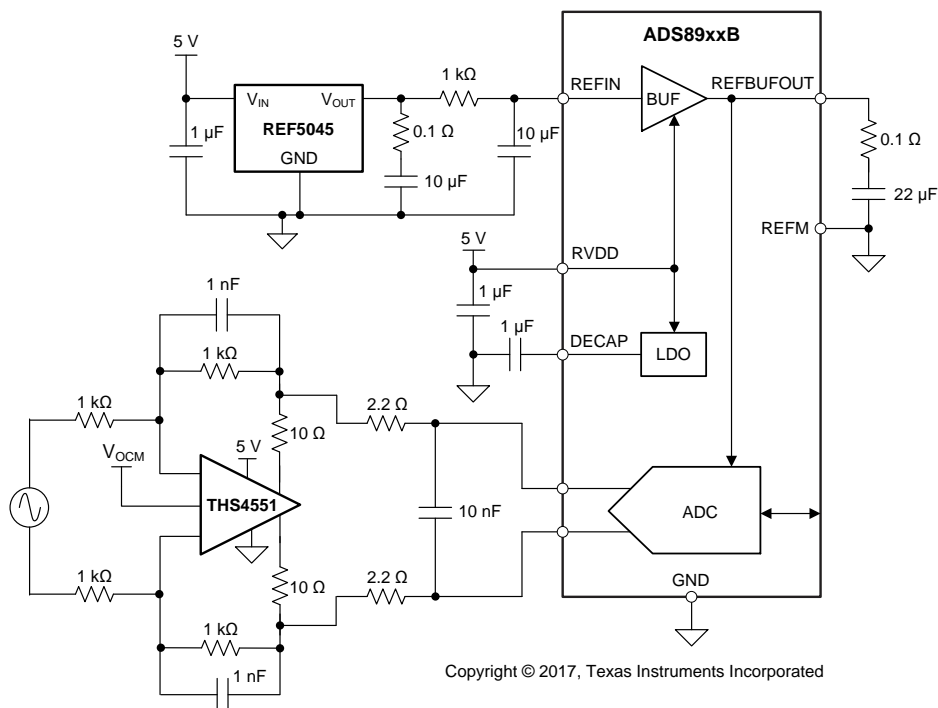 ADS89xxB
5 V
VIN
VOUT
REF5045
GND
1 µF
0.1 Ω
10 µF
1 kΩ
10 µF
REFIN
BUF
REFBUFOUT
0.1 Ω
22 µF
REFM
5 V
RVDD
1 µF
1 µF
DECAP
LDO
1 nF
1 kΩ
1 kΩ
VOCM
5 V
10 Ω
THS4551
2.2 Ω
10 nF
ADC
1 kΩ
10 Ω
2.2 Ω
1 kΩ
1 nF
GND
Copyright © 2017, Texas Instruments Incorporated